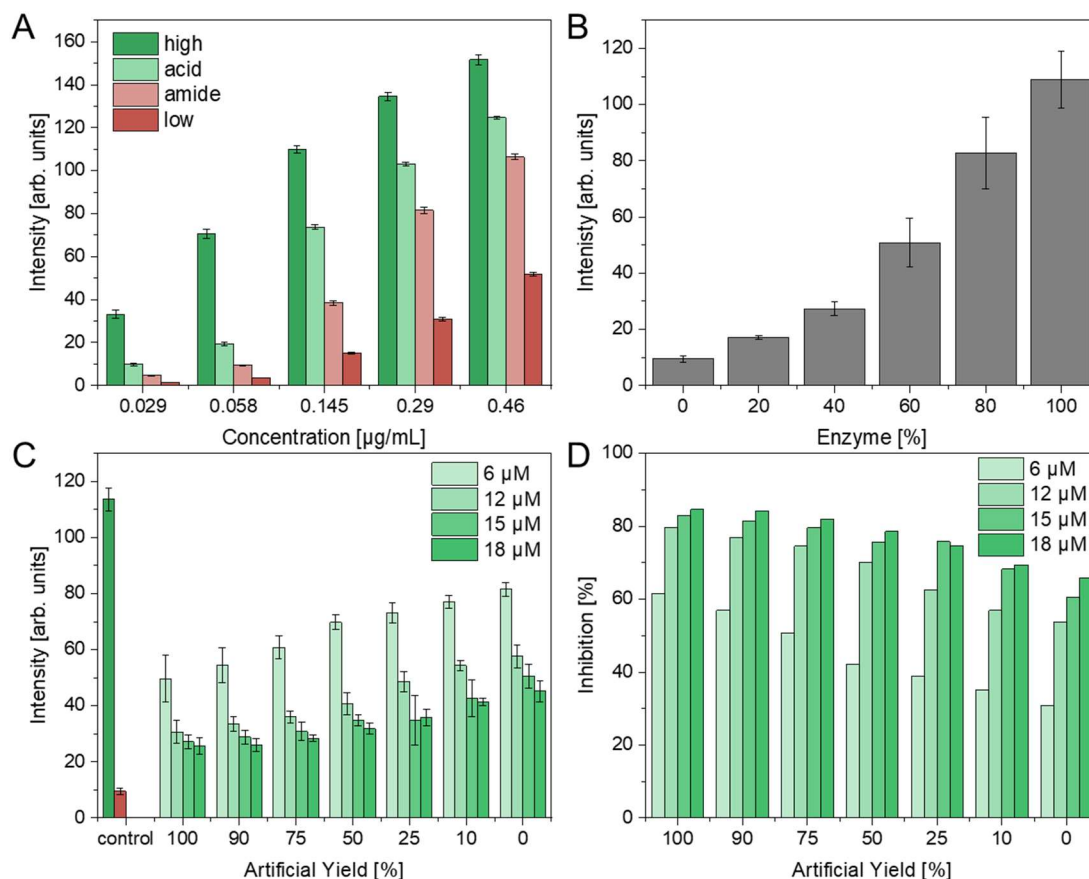 A
Intensity [arb. units]
160
140
120
100
80
60
40
20
0
high
acid
amide
low
0.029 0.058 0.145 0.29 0.46
Concentration [µg/mL]
B
Intenisty [arb. units]
120
100
80
60
40
20
0
0 20 40 60 80 100
Enzyme [%]
C
Intensity [arb. units]
120
100
80
60
40
20
0
6 µM
12 µM
15 µM
18 µM
control 100 90 75 50 25 10 0
Artificial Yield [%]
D
Inhibition [%]
100
80
60
40
20
0
6 µM
12 µM
15 µM
18 µM
100 90 75 50 25 10 0
Artificial Yield [%]